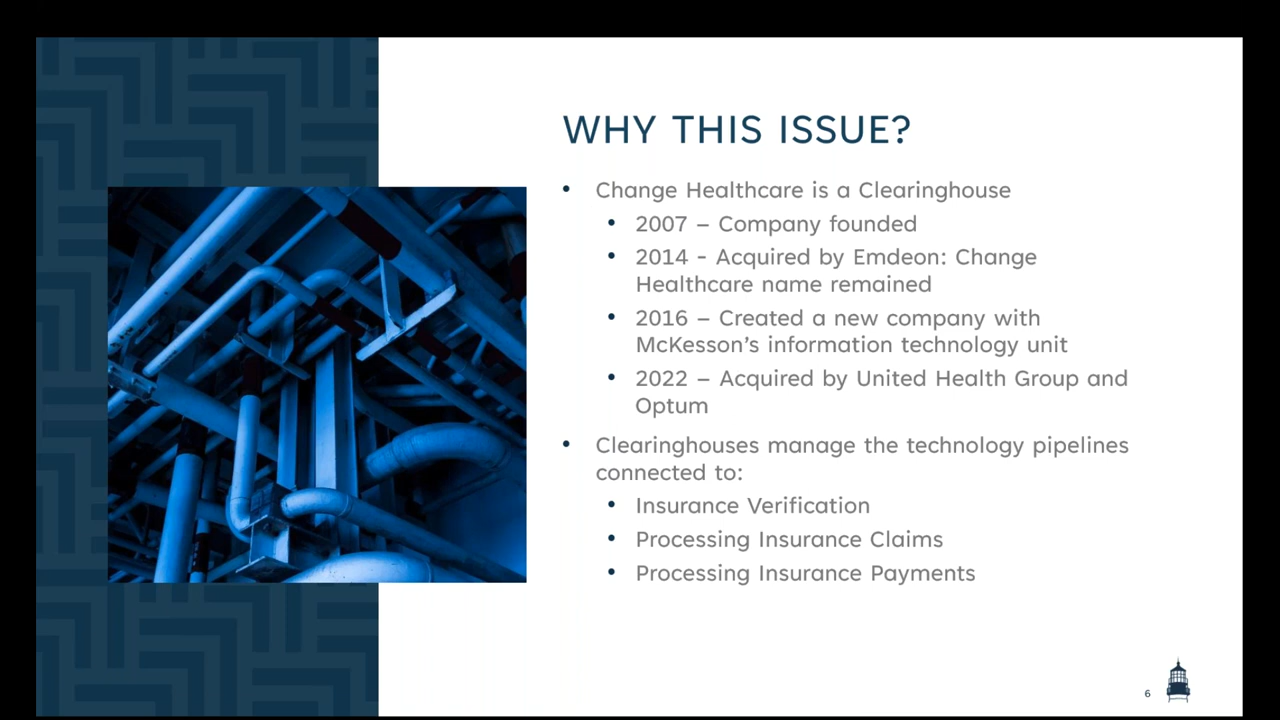 WHY THIS ISSUE?
• Change Healthcare is a Clearinghouse
• 2007 – Company founded
• 2014 - Acquired by Emdeon: Change
Healthcare name remained
• 2016 – Created a new company with
McKesson’s information technology unit
• 2022 – Acquired by United Health Group and
Optum
• Clearinghouses manage the technology pipelines
connected to:
• Insurance Verification
• Processing Insurance Claims
• Processing Insurance Payments
6